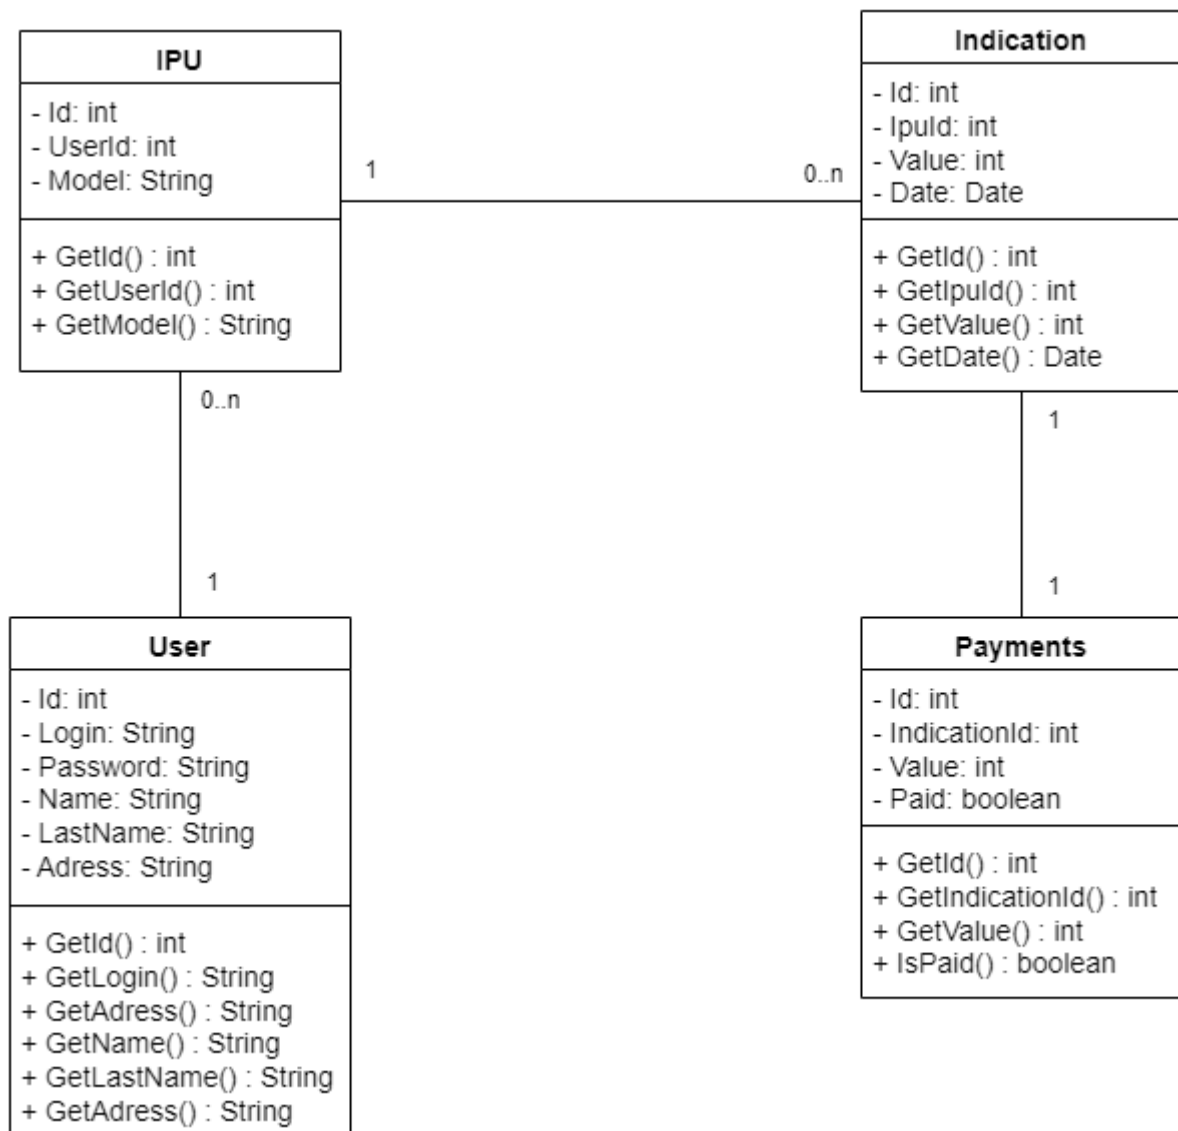 IPU
- Id: int
- UserId: int
- Model: String
+ GetId() : int
+ GetUserId() : int
+ GetModel() : String
1
0..n
Indication
- Id: int
- IpuId: int
- Value: int
- Date: Date
+ GetId() : int
+ GetIpuId() : int
+ GetValue() : int
+ GetDate() : Date
0..n
1
1
1
User
- Id: int
- Login: String
- Password: String
- Name: String
- LastName: String
- Adress: String
+ GetId() : int
+ GetLogin() : String
+ GetAdress() : String
+ GetName() : String
+ GetLastName() : String
+ GetAdress() : String
Payments
- Id: int
- IndicationId: int
- Value: int
- Paid: boolean
+ GetId() : int
+ GetIndicationId() : int
+ GetValue() : int
+ IsPaid() : boolean